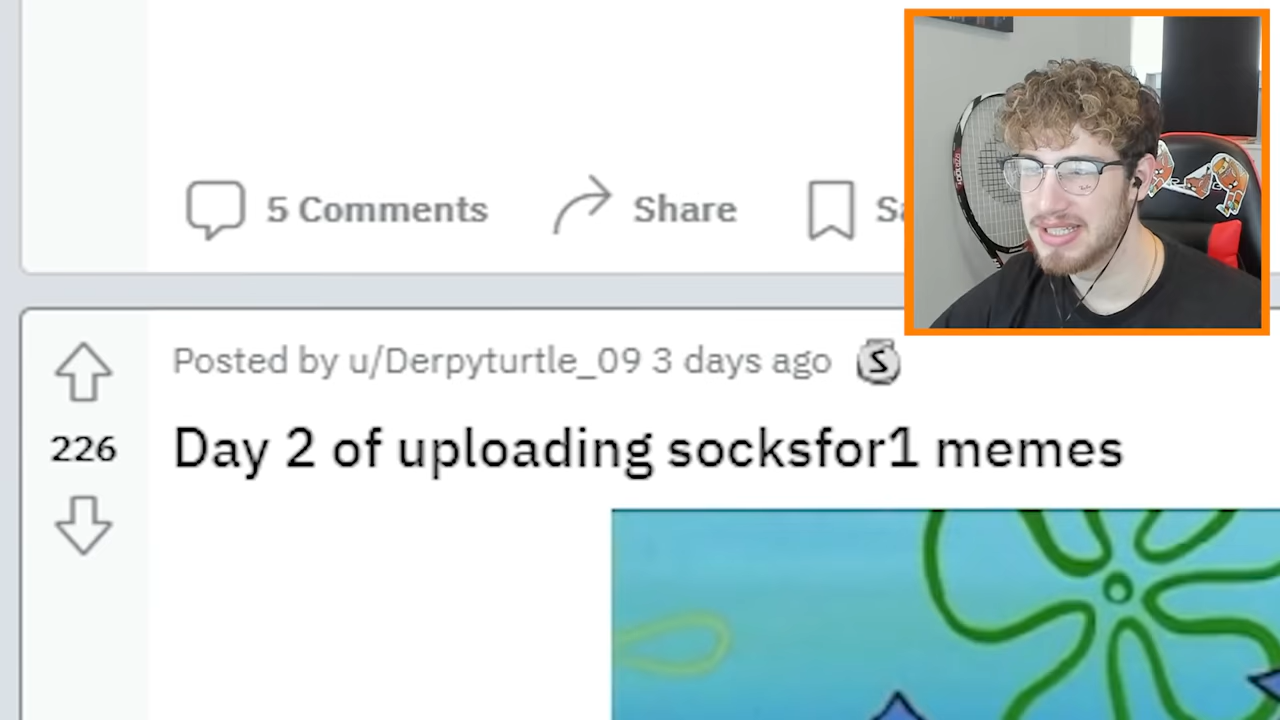 5 Comments Share
Posted by u/Derpyturtle_09 3 days ago S
226
Day 2 of uploading socksfor1 memes